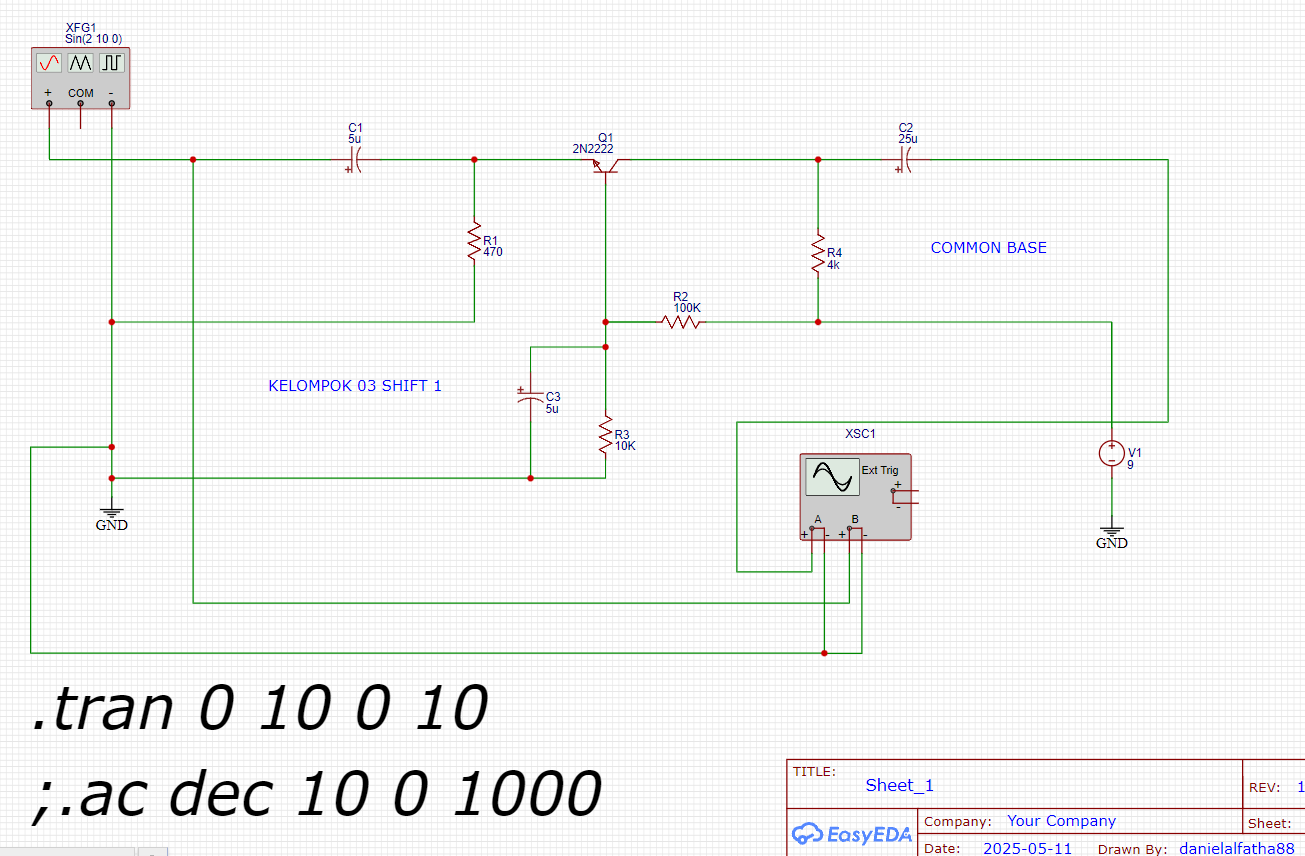 XFG1
Sin(2 10 0)
+ COM -
C1
5u
Q1
2N2222
C2
25u
R1
470
R4
4k
COMMON BASE
R2
100K
KELOMPOK 03 SHIFT 1
+
C3
5u
R3
10K
XSC1
Ext Trig
+
-
A B
+ - + -
+
-
V1
9
GND
GND
.tran 0 10 0 10
;.ac dec 10 0 1000
TITLE:
Sheet_1
REV: 1
EasyEDA
Company: Your Company
Sheet:
Date: 2025-05-11 Drawn By: danielalfatha88